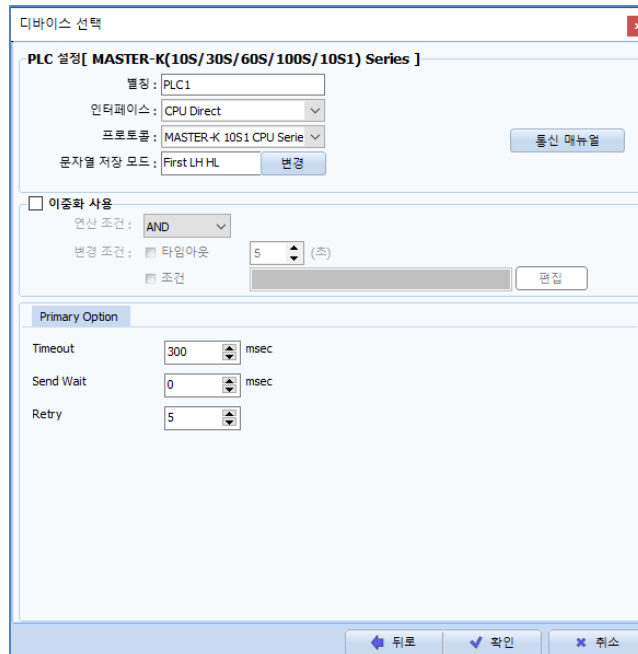 디바이스 선택
PLC 설정[ MASTER-K(10S/30S/60S/100S/10S1) Series ]
별칭 : PLC1
인터페이스 : CPU Direct
프로토콜 : MASTER-K 10S1 CPU Serie
통신 매뉴얼
문자열 저장 모드 : First LH HL 변경
이중화 사용
연산 조건 : AND
변경 조건 : 타임아웃 5 (초)
조건 편집
Primary Option
Timeout 300 msec
Send Wait 0 msec
Retry 5
뒤로 확인 취소